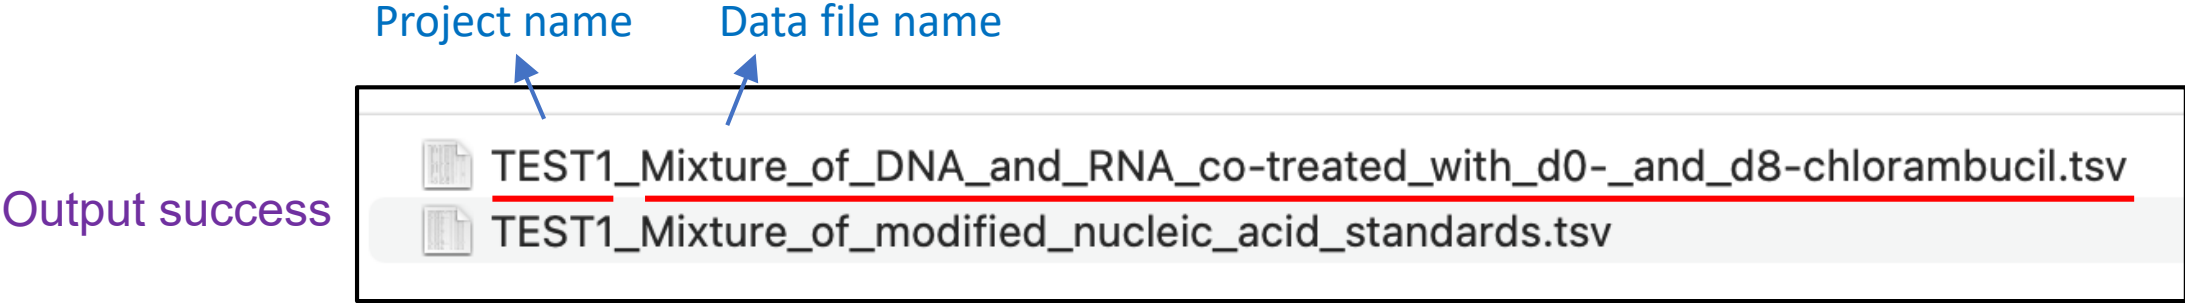 Project name Data file name
TEST1_Mixture_of_DNA_and_RNA_co-treated_with_d0-_and_d8-chlorambucil.tsv
Output success
TEST1_Mixture_of_modified_nucleic_acid_standards.tsv